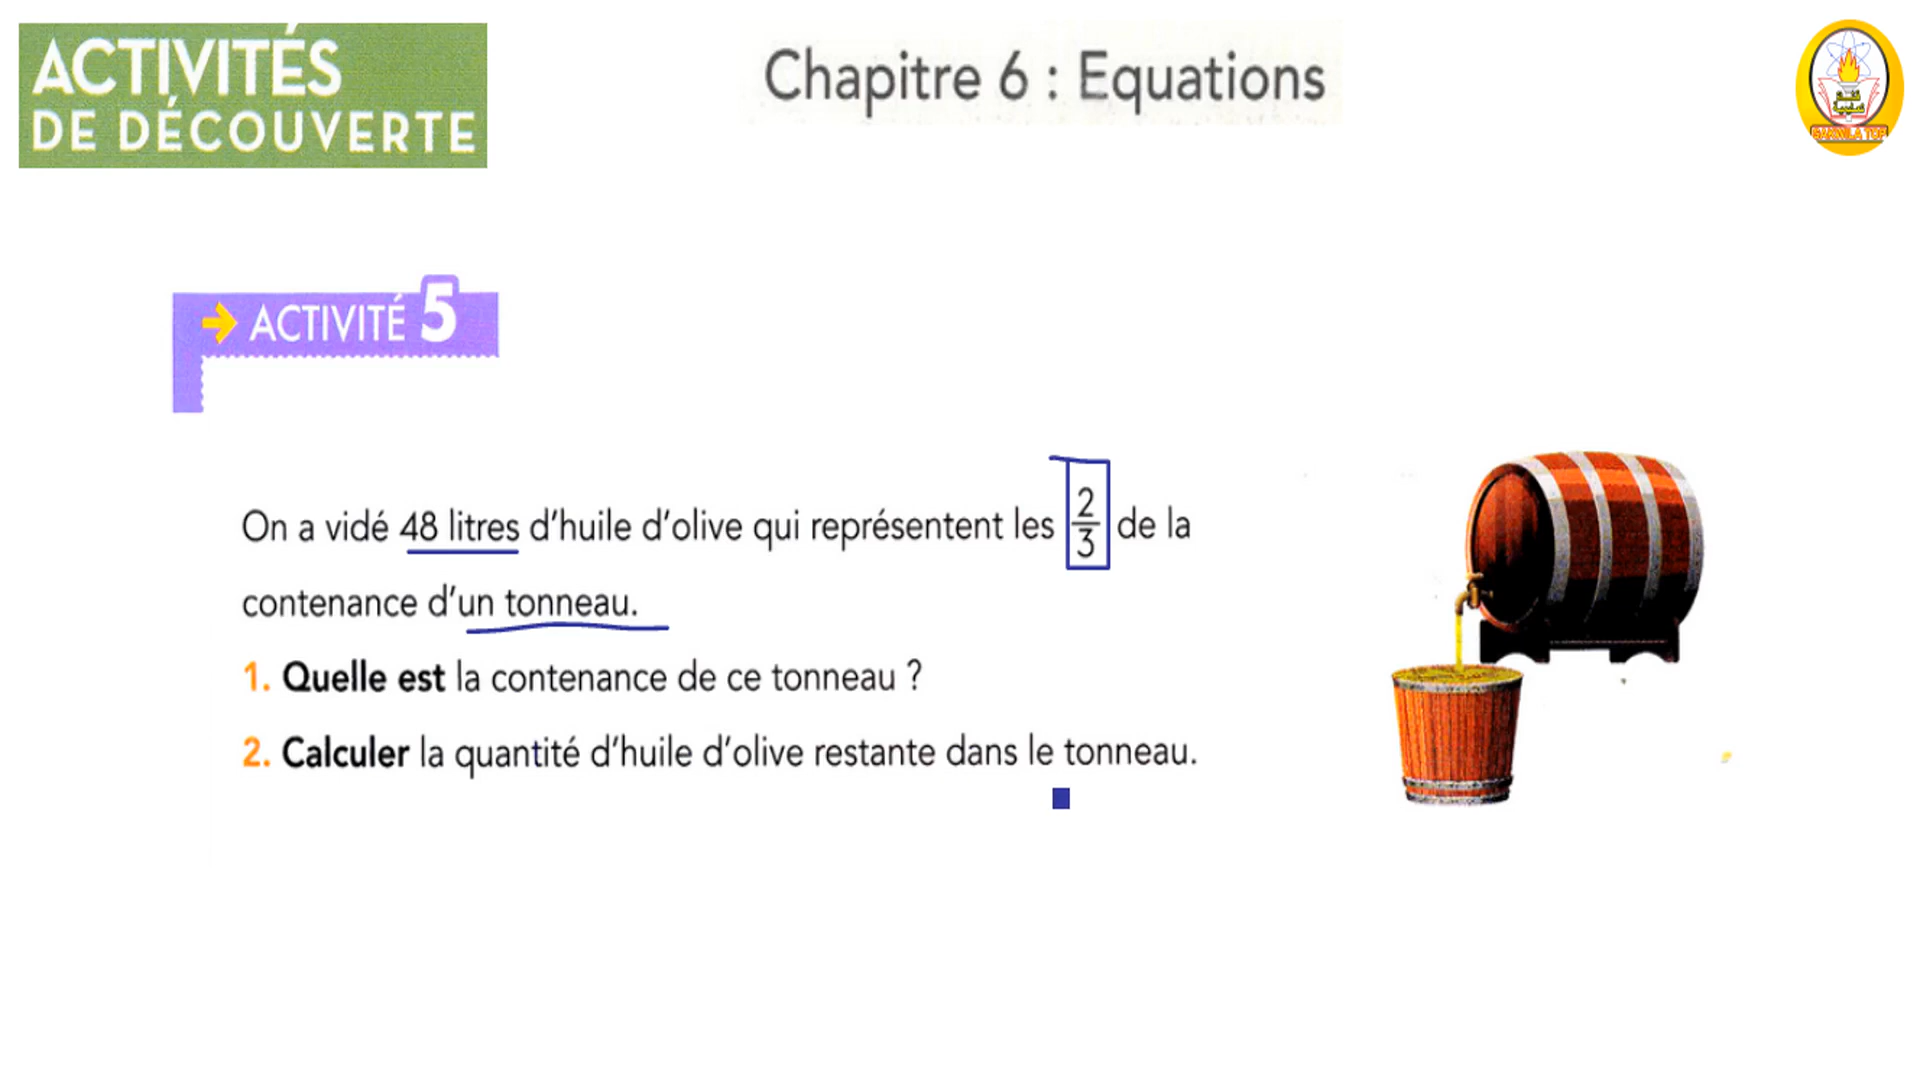 ACTIVITÉS
DE DÉCOUVERTE
Chapitre 6 : Equations
ACTIVITÉ 5
On a vidé 48 litres d'huile d'olive qui représentent les 2/3 de la
contenance d'un tonneau.
1. Quelle est la contenance de ce tonneau ?
2. Calculer la quantité d'huile d'olive restante dans le tonneau.